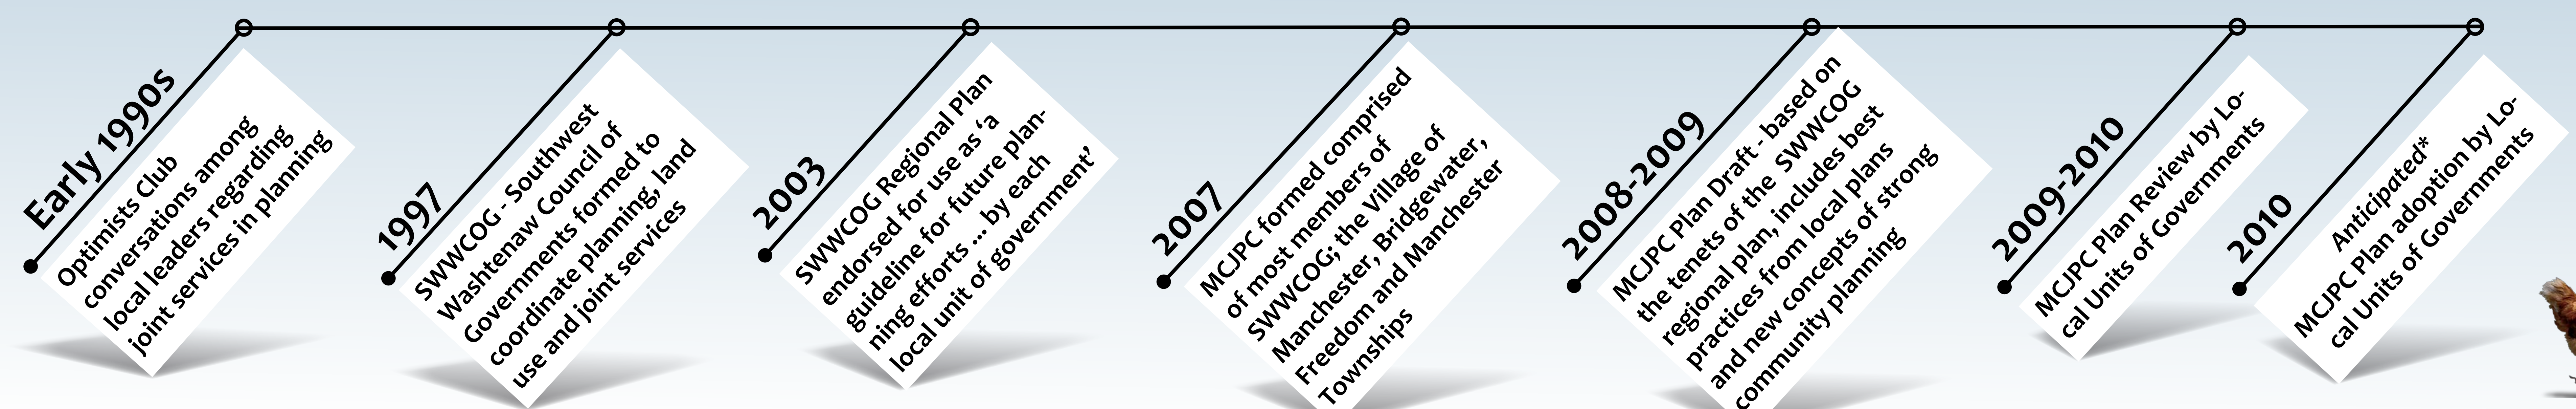 Early 1990s
Optimists Club
conversations among
local leaders regarding
joint services in planning
1997
SWWCOG - Southwest
Washtenaw Council of
Governments formed to
coordinate planning, land
use and joint services
2003
SWWCOG Regional Plan
endorsed for use as ‘a
guideline for future plan-
ning efforts ... by each
local unit of government’
2007
MCJPC formed comprised
of most members of
SWWCOG; the Village of
Manchester, Bridgewater,
Freedom and Manchester
Townships
2008-2009
MCJPC Plan Draft - based on
the tenets of the SWWCOG
regional plan, includes best
practices from local plans
and new concepts of strong
community planning
2009-2010
MCJPC Plan Review by Lo-
cal Units of Governments
2010
Anticipated*
MCJPC Plan adoption by Lo-
cal Units of Governments